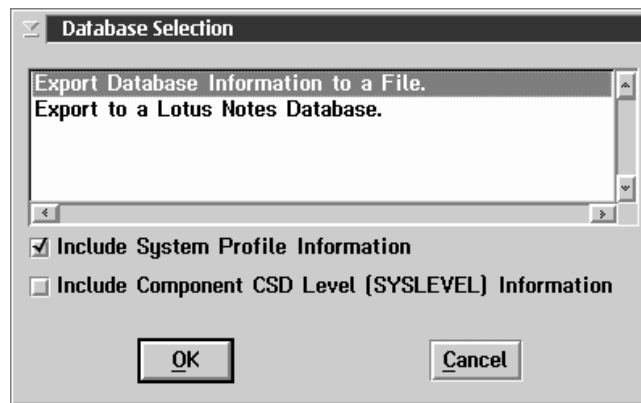 Database Selection
Export Database Information to a File.
Export to a Lotus Notes Database.
Include System Profile Information
Include Component CSD Level (SYSLEVEL) Information
OK
Cancel